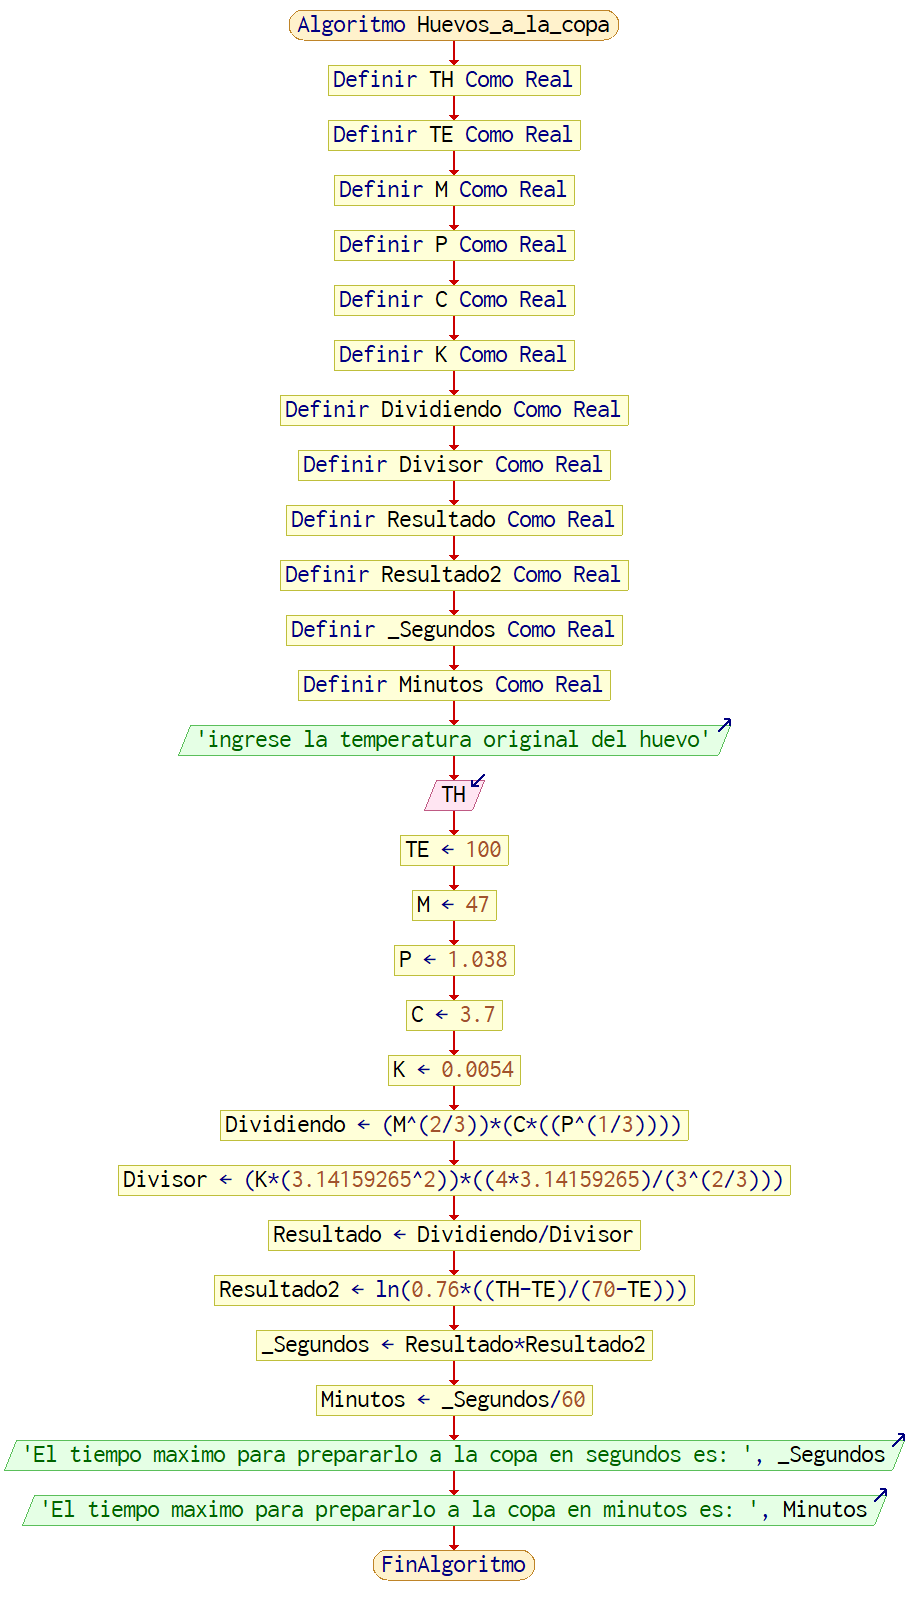 Algoritmo Huevos_a_la_copa
Definir TH Como Real
Definir TE Como Real
Definir M Como Real
Definir P Como Real
Definir C Como Real
Definir K Como Real
Definir Dividiendo Como Real
Definir Divisor Como Real
Definir Resultado Como Real
Definir Resultado2 Como Real
Definir _Segundos Como Real
Definir Minutos Como Real
'ingrese la temperatura original del huevo'
TH
TE ← 100
M ← 47
P ← 1.038
C ← 3.7
K ← 0.0054
Dividiendo ← (M^(2/3))*(C*((P^(1/3))))
Divisor ← (K*(3.14159265^2))*((4*3.14159265)/(3^(2/3)))
Resultado ← Dividiendo/Divisor
Resultado2 ← ln(0.76*((TH-TE)/(70-TE)))
_Segundos ← Resultado*Resultado2
Minutos ← _Segundos/60
'El tiempo maximo para prepararlo a la copa en segundos es: ', _Segundos
'El tiempo maximo para prepararlo a la copa en minutos es: ', Minutos
FinAlgoritmo